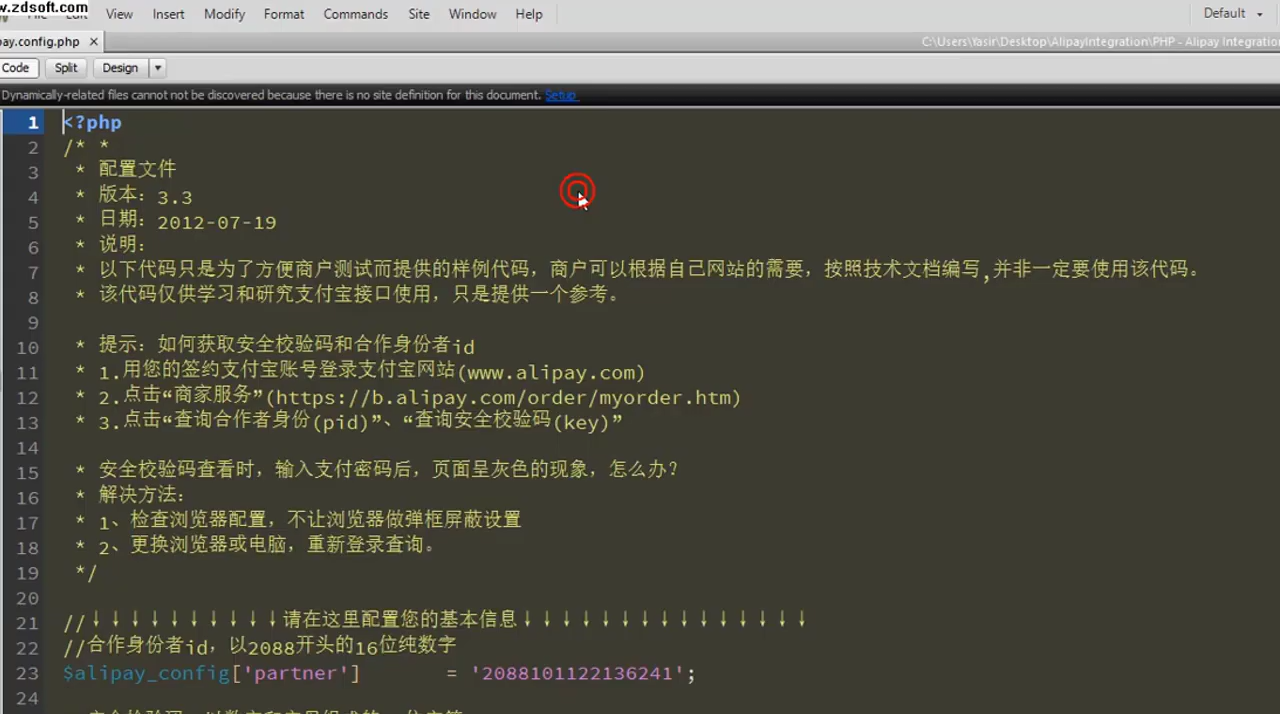 w.zdsoft.com
File Edit View Insert Modify Format Commands Site Window Help Default
pay.config.php × C:\Users\Yasir\Desktop\AlipayIntegration\PHP - Alipay Integration
Code Split Design
Dynamically-related files cannot not be discovered because there is no site definition for this document. Setup
1 <?php
2 /* *
3 * 配置文件
4 * 版本：3.3
5 * 日期：2012-07-19
6 * 说明：
7 * 以下代码只是为了方便商户测试而提供的样例代码，商户可以根据自己网站的需要，按照技术文档编写,并非一定要使用该代码。
8 * 该代码仅供学习和研究支付宝接口使用，只是提供一个参考。
9
10 * 提示：如何获取安全校验码和合作身份者id
11 * 1.用您的签约支付宝账号登录支付宝网站(www.alipay.com)
12 * 2.点击“商家服务”(https://b.alipay.com/order/myorder.htm)
13 * 3.点击“查询合作者身份(pid)”、“查询安全校验码(key)”
14
15 * 安全校验码查看时，输入支付密码后，页面呈灰色的现象，怎么办？
16 * 解决方法：
17 * 1、检查浏览器配置，不让浏览器做弹框屏蔽设置
18 * 2、更换浏览器或电脑，重新登录查询。
19 */
20
21 //↓↓↓↓↓↓↓↓↓↓请在这里配置您的基本信息↓↓↓↓↓↓↓↓↓↓↓↓↓↓↓
22 //合作身份者id，以2088开头的16位纯数字
23 $alipay_config['partner'] = '2088101122136241';
24